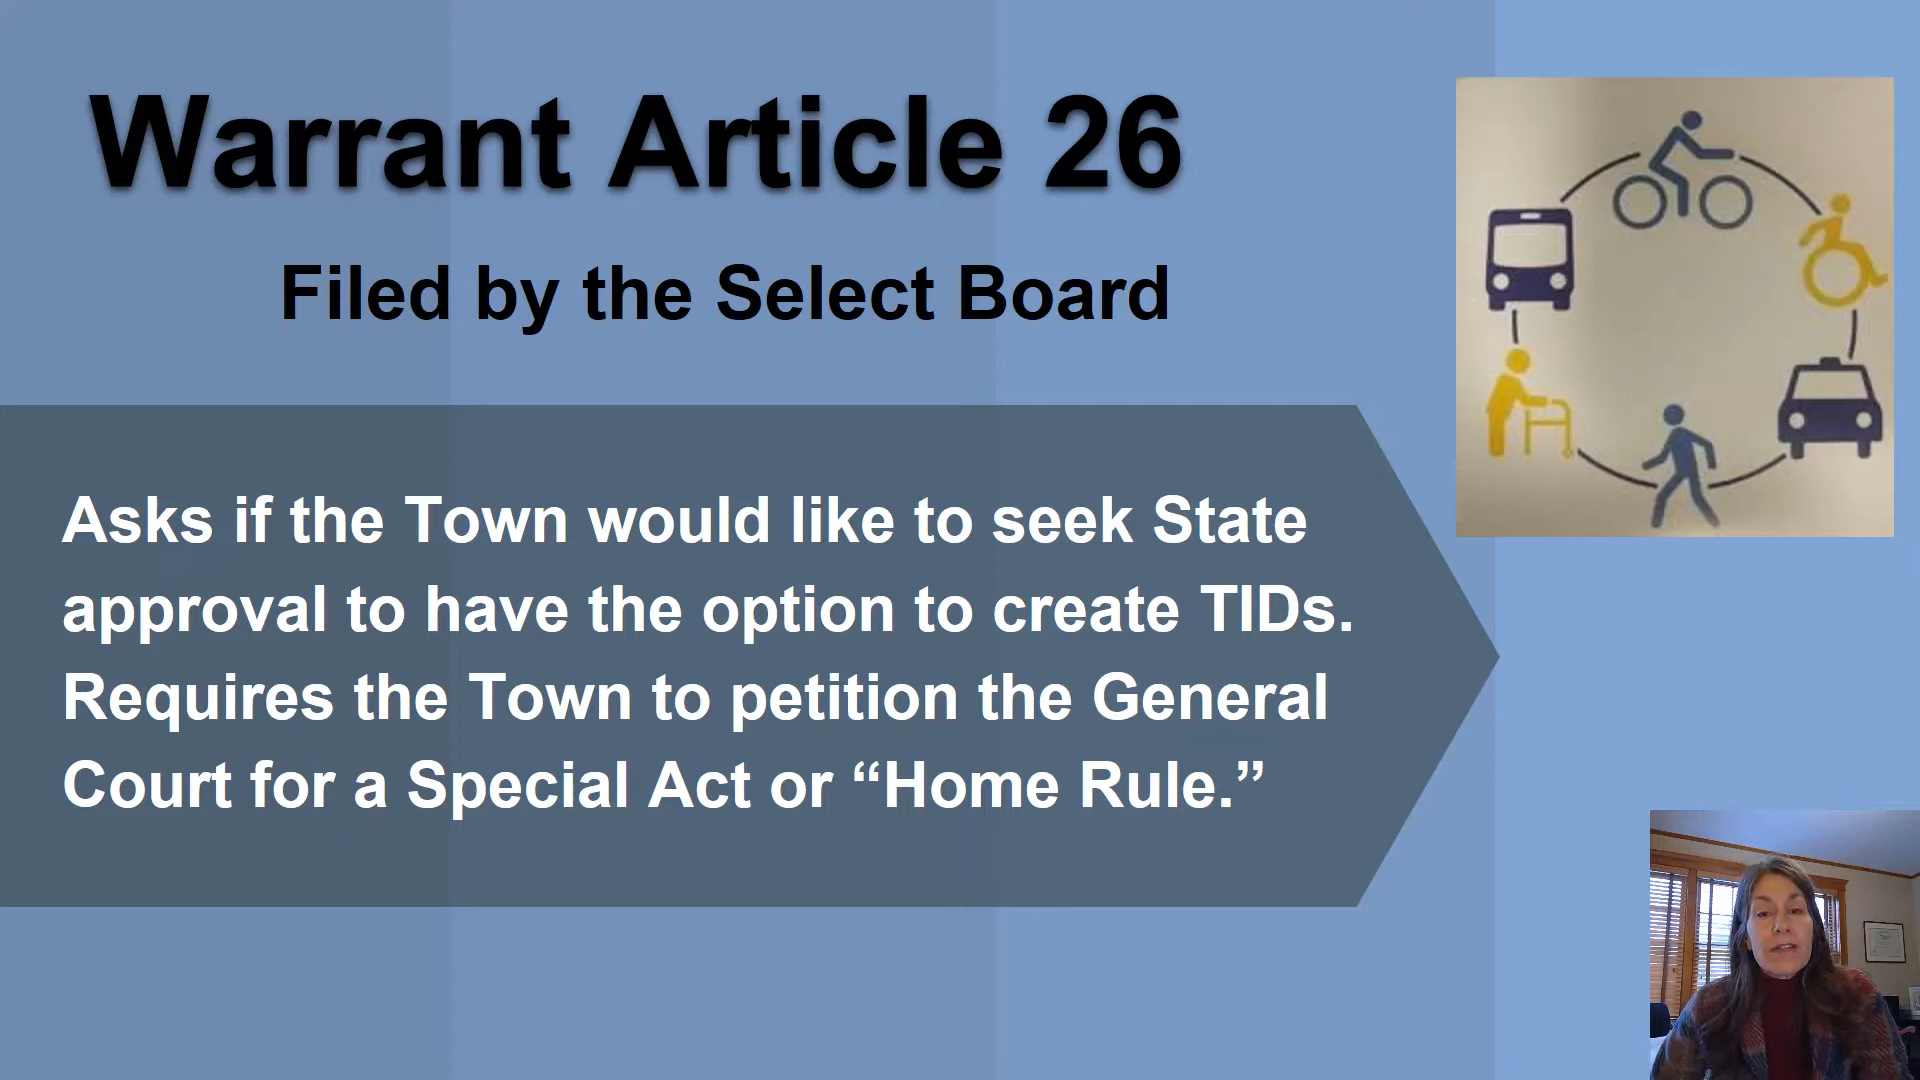 Warrant Article 26
Filed by the Select Board
Asks if the Town would like to seek State
approval to have the option to create TIDs.
Requires the Town to petition the General
Court for a Special Act or “Home Rule.”